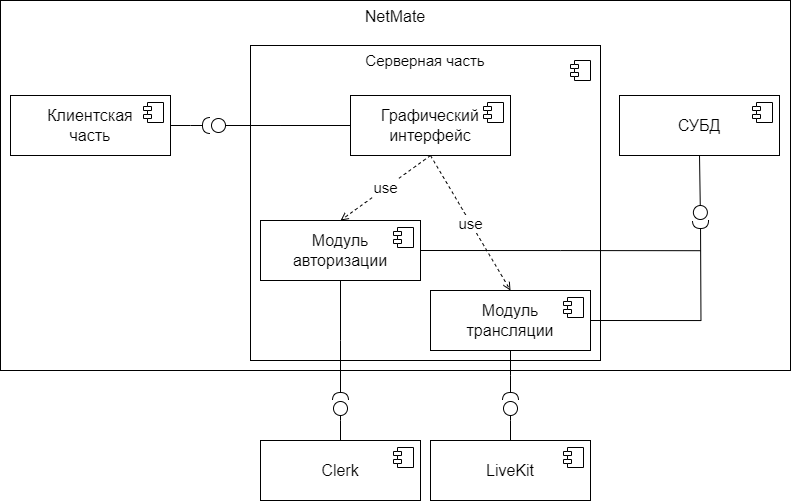 NetMate
Серверная часть
Клиентская
часть
Графический
интерфейс
СУБД
use
use
Модуль
авторизации
Модуль
трансляции
Clerk
LiveKit